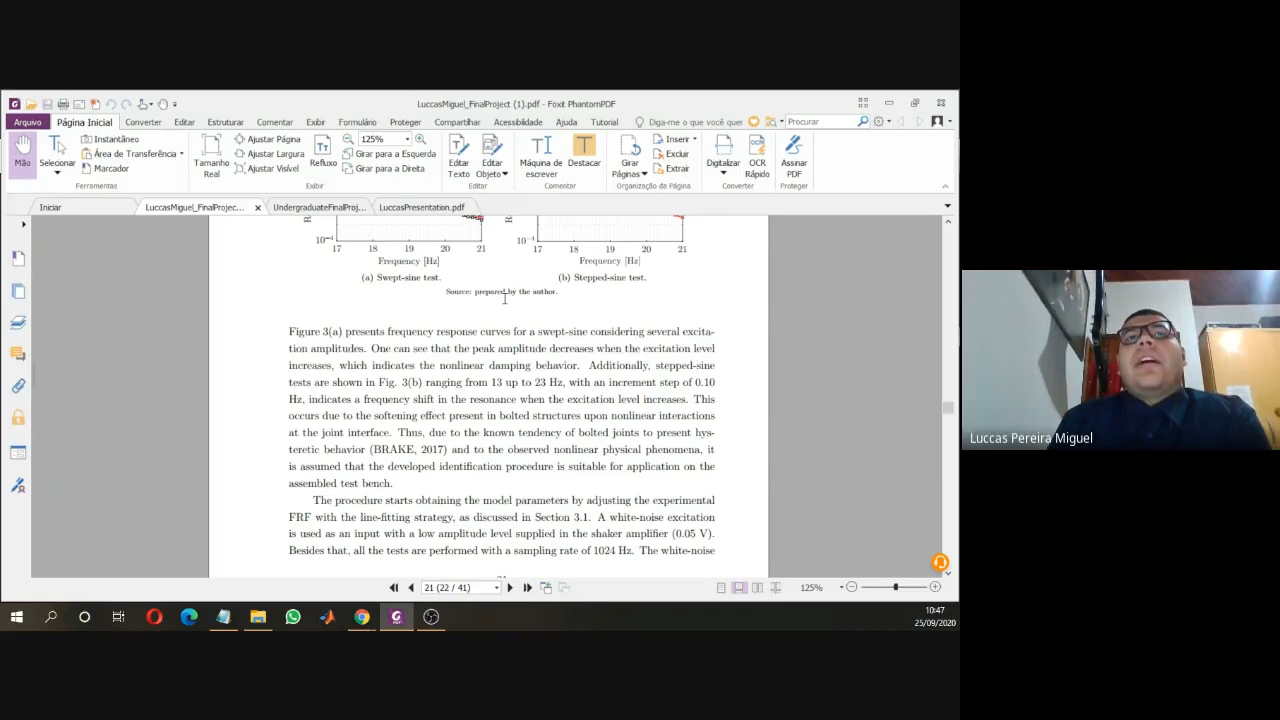 LuccasMiguel_FinalProject (1).pdf - Foxit PhantomPDF
Arquivo Página Inicial Converter Editar Estruturar Comentar Exibir Formulário Proteger Compartilhar Acessibilidade Ajuda Tutorial Diga-me o que você quer Procurar
Mão
Selecionar
Instantâneo
Área de Transferência
Marcador
Ferramentas
Tamanho
Real
Ajustar Página
Ajustar Largura
Ajustar Visível
Refluxo
125%
Girar para a Esquerda
Girar para a Direita
Exibir
Editar
Texto
Editar
Objeto
Editar
Máquina de
escrever
Destacar
Comentar
Girar
Páginas
Inserir
Excluir
Extrair
Organização da Página
Digitalizar
OCR
Rápido
Converter
Assinar
PDF
Proteger
Iniciar LuccasMiguel_FinalProjec... UndergraduateFinalProj... LuccasPresentation.pdf
10⁻¹ 10⁻¹
17 18 19 20 21 17 18 19 20 21
Frequency [Hz] Frequency [Hz]
(a) Swept-sine test. (b) Stepped-sine test.
Source: prepared by the author.
Figure 3(a) presents frequency response curves for a swept-sine considering several excita-
tion amplitudes. One can see that the peak amplitude decreases when the excitation level
increases, which indicates the nonlinear damping behavior. Additionally, stepped-sine
tests are shown in Fig. 3(b) ranging from 13 up to 23 Hz, with an increment step of 0.10
Hz, indicates a frequency shift in the resonance when the excitation level increases. This
occurs due to the softening effect present in bolted structures upon nonlinear interactions
at the joint interface. Thus, due to the known tendency of bolted joints to present hys-
teretic behavior (BRAKE, 2017) and to the observed nonlinear physical phenomena, it
is assumed that the developed identification procedure is suitable for application on the
assembled test bench.
The procedure starts obtaining the model parameters by adjusting the experimental
FRF with the line-fitting strategy, as discussed in Section 3.1. A white-noise excitation
is used as an input with a low amplitude level supplied in the shaker amplifier (0.05 V).
Besides that, all the tests are performed with a sampling rate of 1024 Hz. The white-noise
21 (22 / 41)
125%
10:47
25/09/2020
Luccas Pereira Miguel